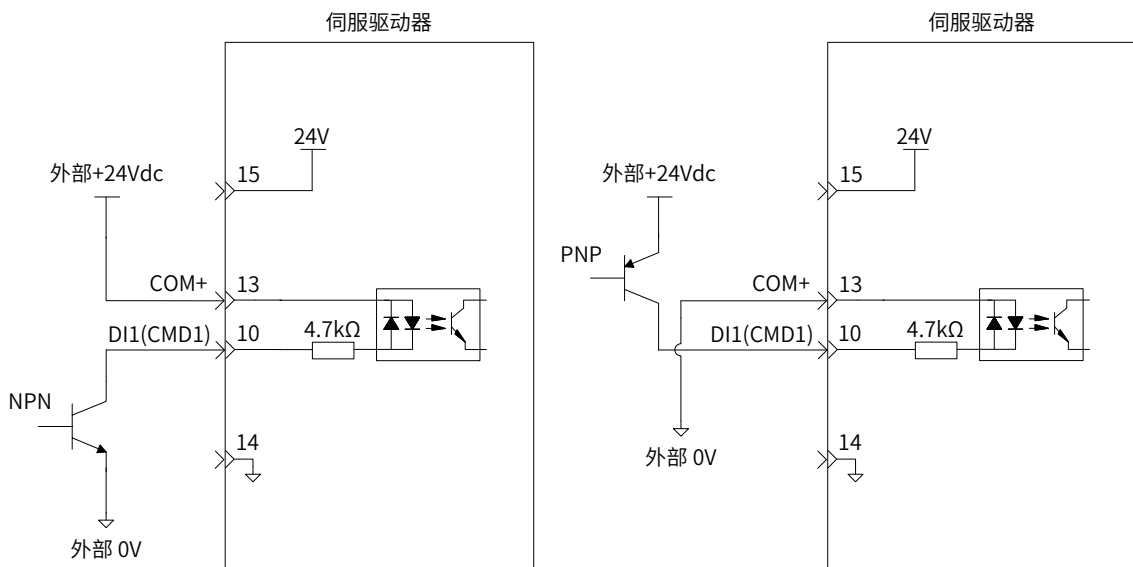 伺服驱动器
24V
15
外部+24Vdc
COM+
13
DI1(CMD1)
10
4.7kΩ
NPN
14
外部 0V
伺服驱动器
24V
15
外部+24Vdc
PNP
COM+
13
DI1(CMD1)
10
4.7kΩ
14
外部 0V